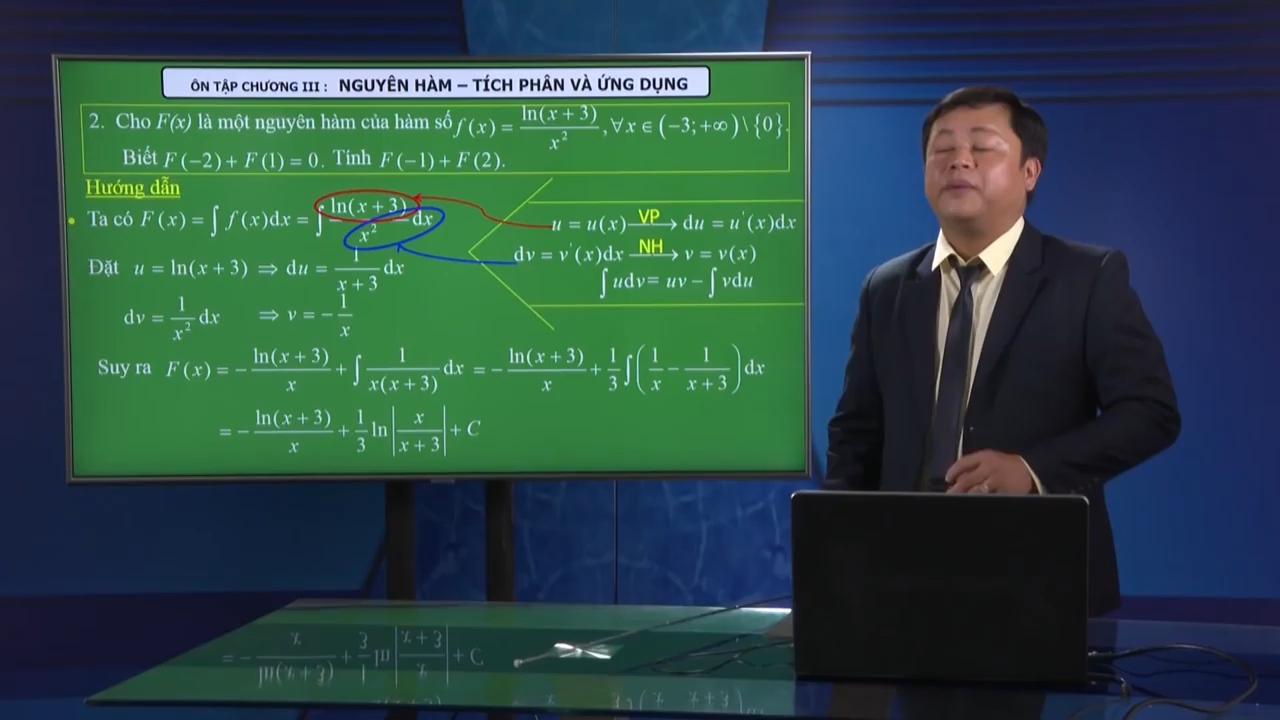 ÔN TẬP CHƯƠNG III : NGUYÊN HÀM – TÍCH PHÂN VÀ ỨNG DỤNG
2. Cho F(x) là một nguyên hàm của hàm số f(x) = ln(x + 3)/x², ∀x ∈ (−3; +∞) \ {0}.
Biết F(−2) + F(1) = 0. Tính F(−1) + F(2).
Hướng dẫn
• Ta có F(x) = ∫ f(x)dx = ∫ ln(x + 3)/x² dx
u = u(x) —VP→ du = u'(x)dx
dv = v'(x)dx —NH→ v = v(x)
∫ udv = uv − ∫ vdu
Đặt u = ln(x + 3) ⇒ du = 1/(x + 3) dx
dv = 1/x² dx ⇒ v = − 1/x
Suy ra F(x) = − ln(x + 3)/x + ∫ 1/(x(x + 3)) dx = − ln(x + 3)/x + 1/3 ∫ (1/x − 1/(x + 3)) dx
= − ln(x + 3)/x + 1/3 ln |x/(x + 3)| + C